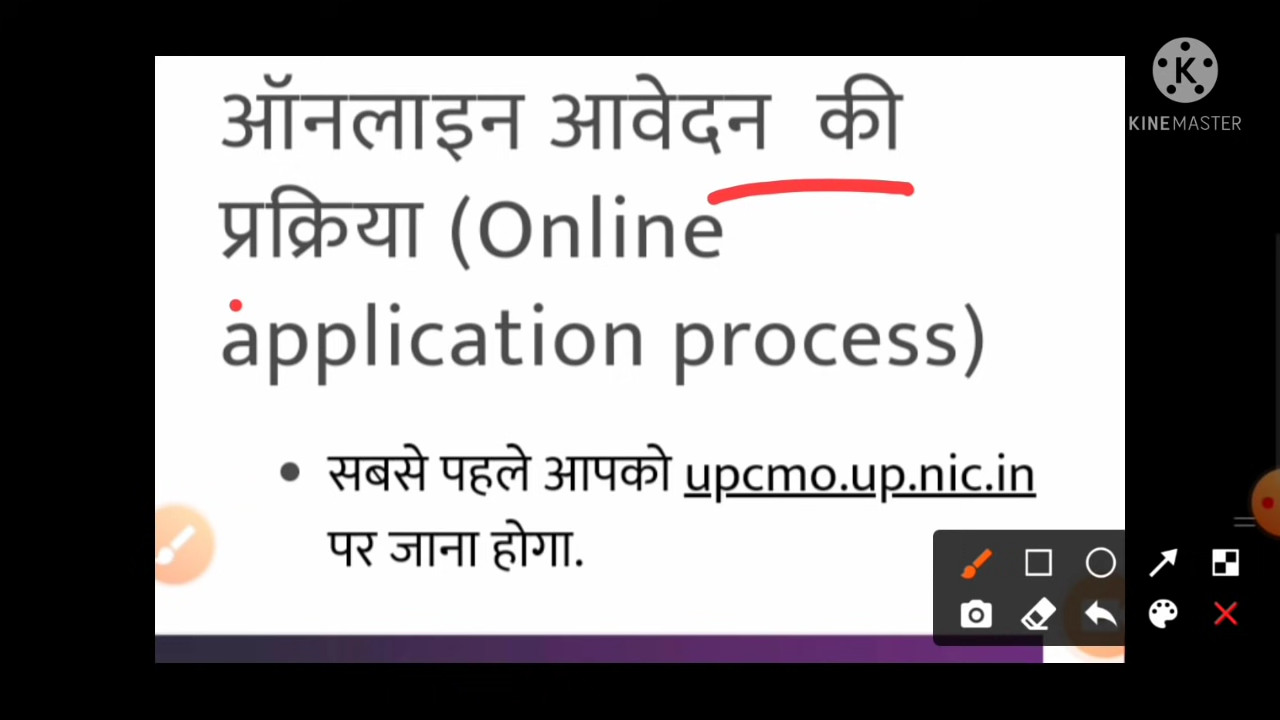 ऑनलाइन आवेदन की
प्रक्रिया (Online
application process)
सबसे पहले आपको upcmo.up.nic.in
पर जाना होगा.
K
KINEMASTER